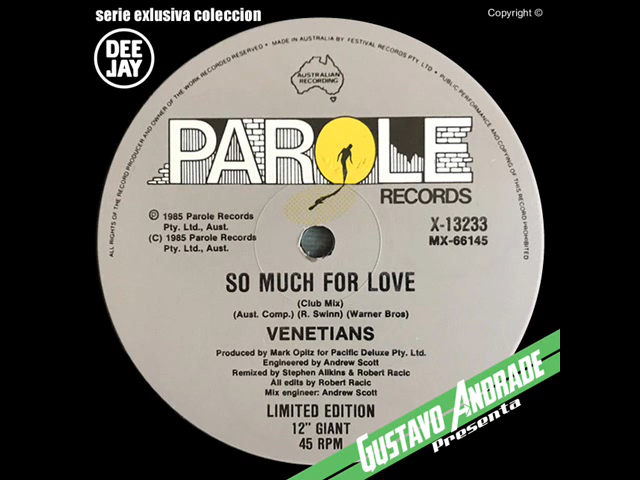 serie exlusiva coleccion
Copyright ©
DEE
JAY
ALL RIGHTS OF THE RECORD PRODUCER AND OWNER OF THE WORK RECORDED RESERVED • MADE IN AUSTRALIA BY FESTIVAL RECORDS PTY. LTD. • PUBLIC PERFORMANCE AND COPYING OF THIS RECORD PROHIBITED
AUSTRALIAN
RECORDING
PAROLE
RECORDS
℗ 1985 Parole Records
Pty. Ltd., Aust.
(C) 1985 Parole Records
Pty. Ltd., Aust.
X-13233
MX-66145
SO MUCH FOR LOVE
(Club Mix)
(Aust. Comp.) (R. Swinn) (Warner Bros)
VENETIANS
Produced by Mark Opitz for Pacific Deluxe Pty. Ltd.
Engineered by Andrew Scott
Remixed by Stephen Allkins & Robert Racic
All edits by Robert Racic
Mix engineer: Andrew Scott
LIMITED EDITION
12" GIANT
45 RPM
GUSTAVO ANDRADE
Presenta